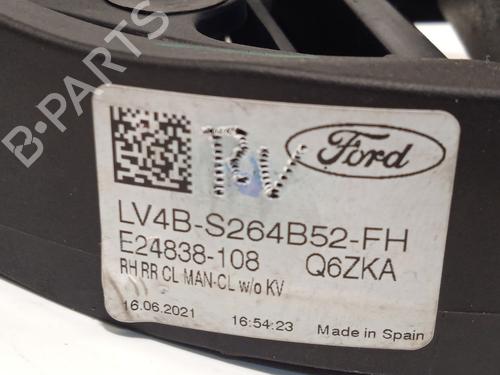 B-PARTS
RV
Ford
LV4B-S264B52-FH
E24838-108 Q6ZKA
RH RR CL MAN-CL w/o KV
16.06.2021 16:54:23 Made in Spain